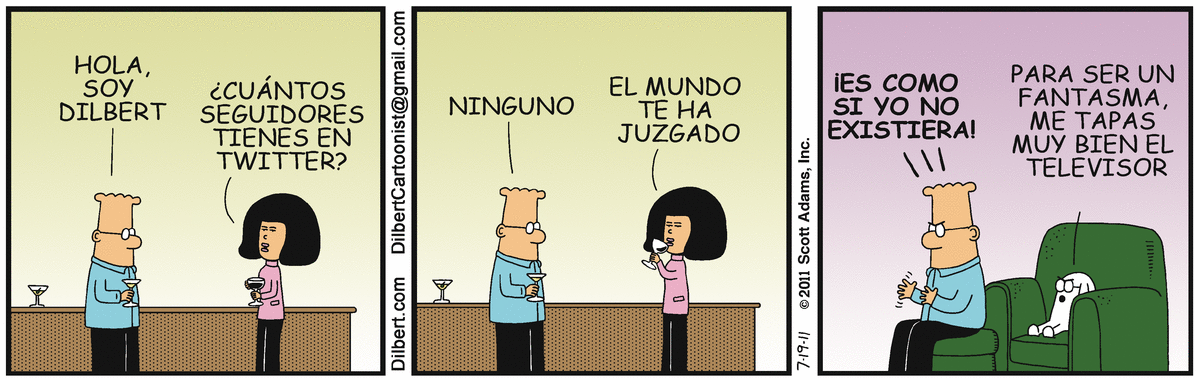 HOLA,
SOY
DILBERT
¿CUÁNTOS
SEGUIDORES
TIENES EN
TWITTER?
Dilbert.com DilbertCartoonist@gmail.com
NINGUNO
EL MUNDO
TE HA
JUZGADO
7-19-11 ©2011 Scott Adams, Inc.
¡ES COMO
SI YO NO
EXISTIERA!
PARA SER UN
FANTASMA,
ME TAPAS
MUY BIEN EL
TELEVISOR